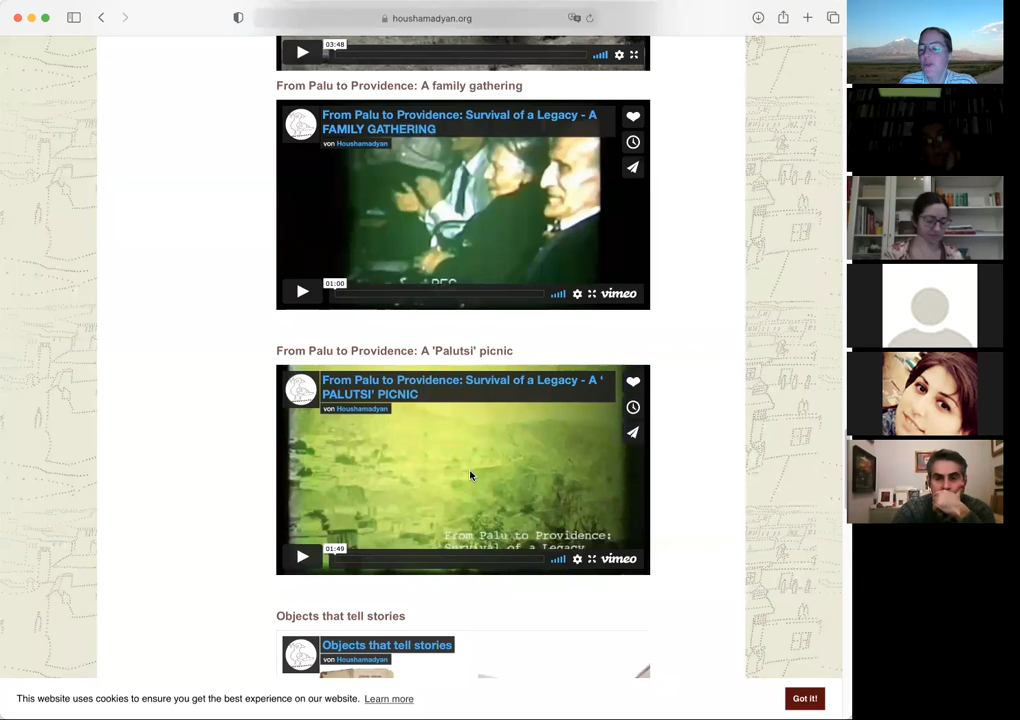 houshamadyan.org
03:48
From Palu to Providence: A family gathering
From Palu to Providence: Survival of a Legacy - A
FAMILY GATHERING
von Houshamadyan
01:00
vimeo
From Palu to Providence: A 'Palutsi' picnic
From Palu to Providence: Survival of a Legacy - A '
PALUTSI' PICNIC
von Houshamadyan
From Palu to Providence:
Survival of a Legacy
01:49
vimeo
Objects that tell stories
Objects that tell stories
von Houshamadyan
This website uses cookies to ensure you get the best experience on our website. Learn more
Got it!